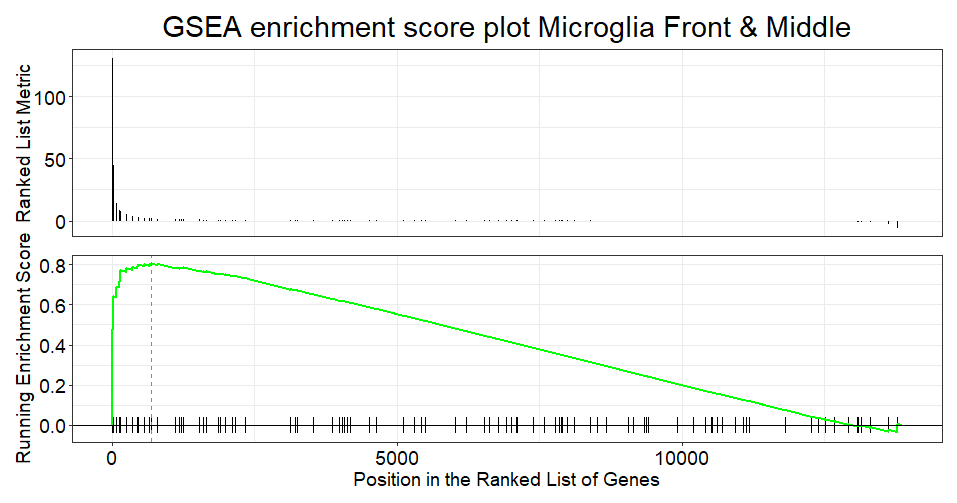 GSEA enrichment score plot Microglia Front & Middle
Ranked List Metric
100
50
0
Running Enrichment Score
0.8
0.6
0.4
0.2
0.0
0
5000
10000
Position in the Ranked List of Genes